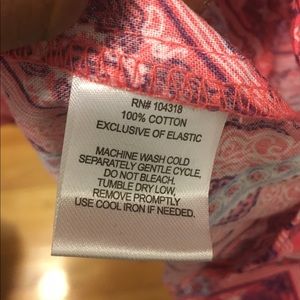 RN# 104318
100% COTTON
EXCLUSIVE OF ELASTIC
MACHINE WASH COLD
SEPARATELY GENTLE CYCLE,
DO NOT BLEACH.
TUMBLE DRY LOW,
REMOVE PROMPTLY
USE COOL IRON IF NEEDED.